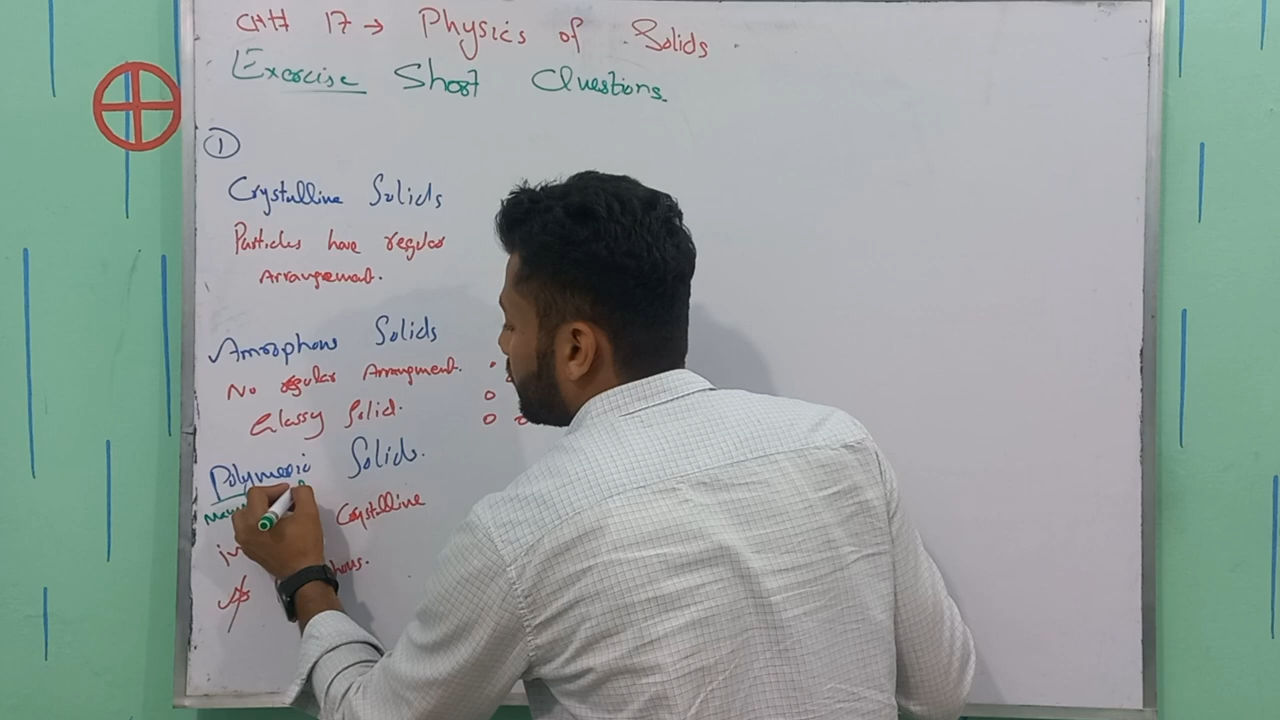 CH# 17 → Physics of Solids
Exercise Short Questions.
1
Crystalline Solids
Particles have regular
Arrangement.
Amorphous Solids
No regular Arrangment.
Glassy Solid.
Polymeric Solids.
Crystalline